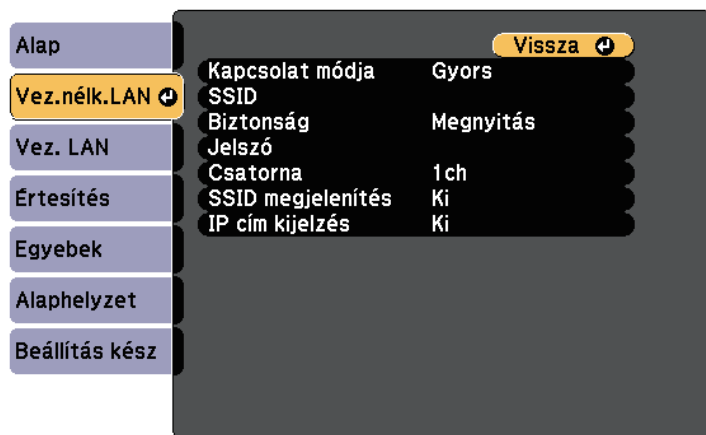 Alap
Vez.nélk.LAN
Vez. LAN
Értesítés
Egyebek
Alaphelyzet
Beállítás kész
Vissza
Kapcsolat módja Gyors
SSID
Biztonság Megnyitás
Jelszó
Csatorna 1ch
SSID megjelenítés Ki
IP cím kijelzés Ki